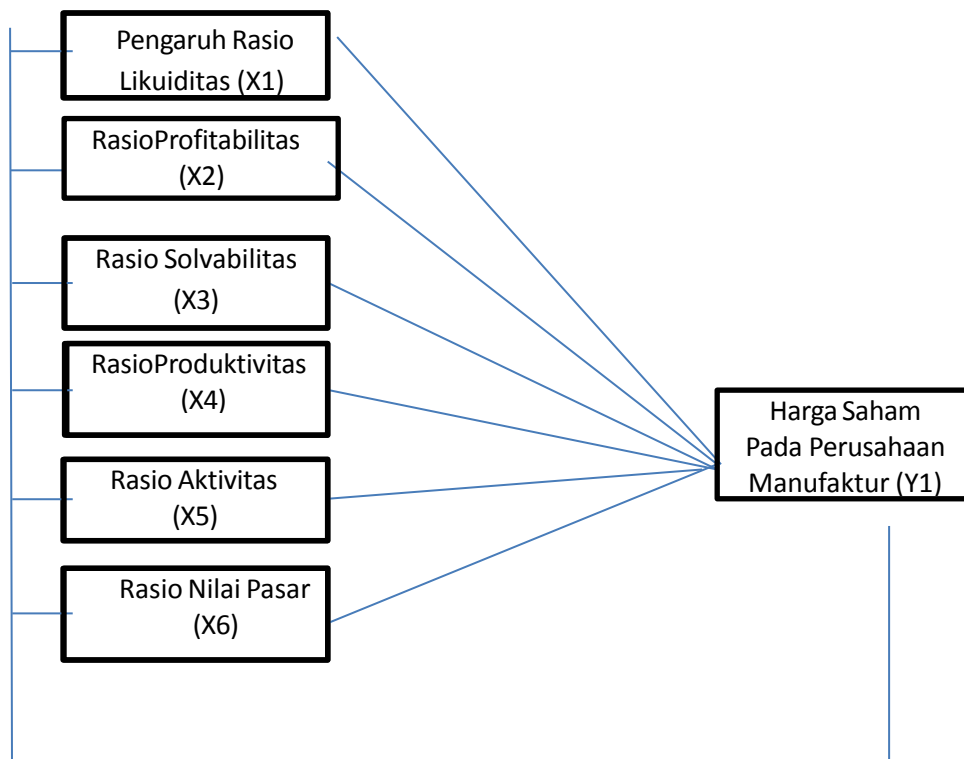 Pengaruh Rasio
Likuiditas (X1)
RasioProfitabilitas
(X2)
Rasio Solvabilitas
(X3)
RasioProduktivitas
(X4)
Rasio Aktivitas
(X5)
Rasio Nilai Pasar
(X6)
Harga Saham
Pada Perusahaan
Manufaktur (Y1)